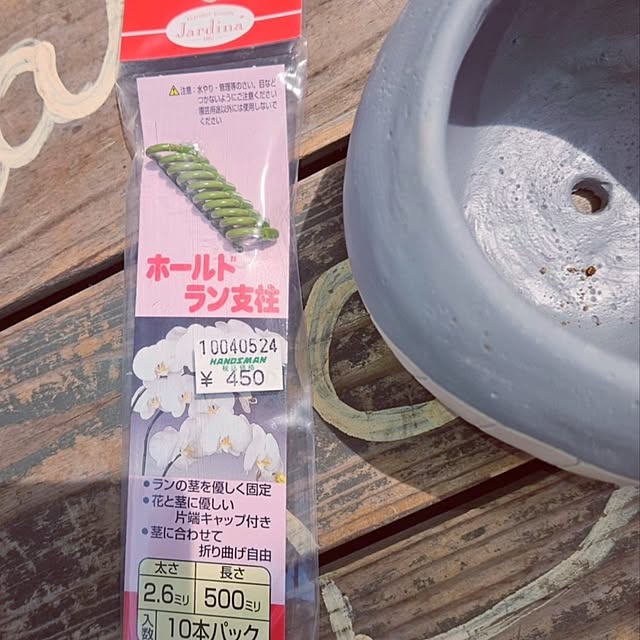 Jardina
⚠注意:水やり・管理等のさい、目など
つかないようにご注意ください
園芸用途以外には使用しないで
ください
ホールド
ラン支柱
10040524
HANDSMAN
税込価格
¥ 450
•ランの茎を優しく固定
•花と茎に優しい
片端キャップ付き
•茎に合わせて
折り曲げ自由
太さ 長さ
2.6ミリ 500ミリ
入数 10本パック